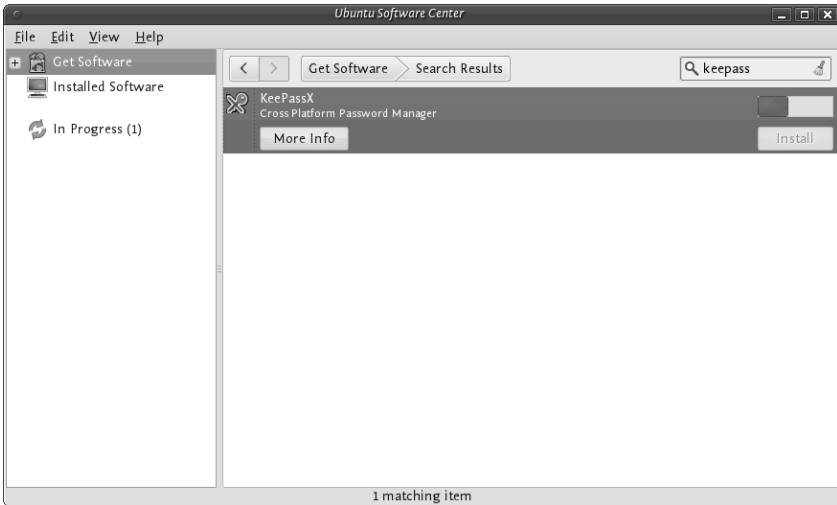 Ubuntu Software Center
File Edit View Help
Get Software
Installed Software
In Progress (1)
Get Software Search Results
keepass
KeePassX
Cross Platform Password Manager
More Info
Install
1 matching item